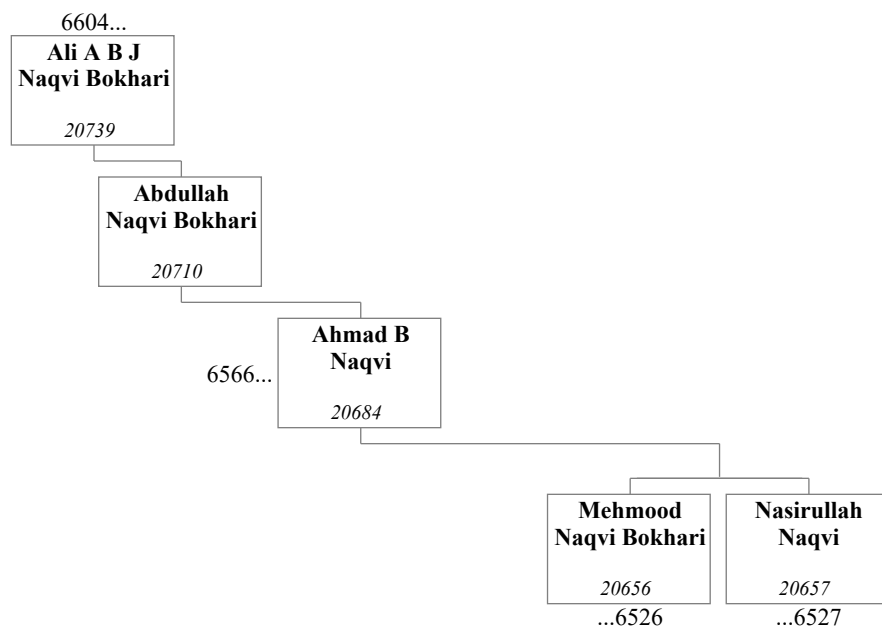 6604...
Ali A B J
Naqvi Bokhari
20739
Abdullah
Naqvi Bokhari
20710
Ahmad B
Naqvi
6566...
20684
Mehmood
Naqvi Bokhari
20656
...6526
Nasirullah
Naqvi
20657
...6527